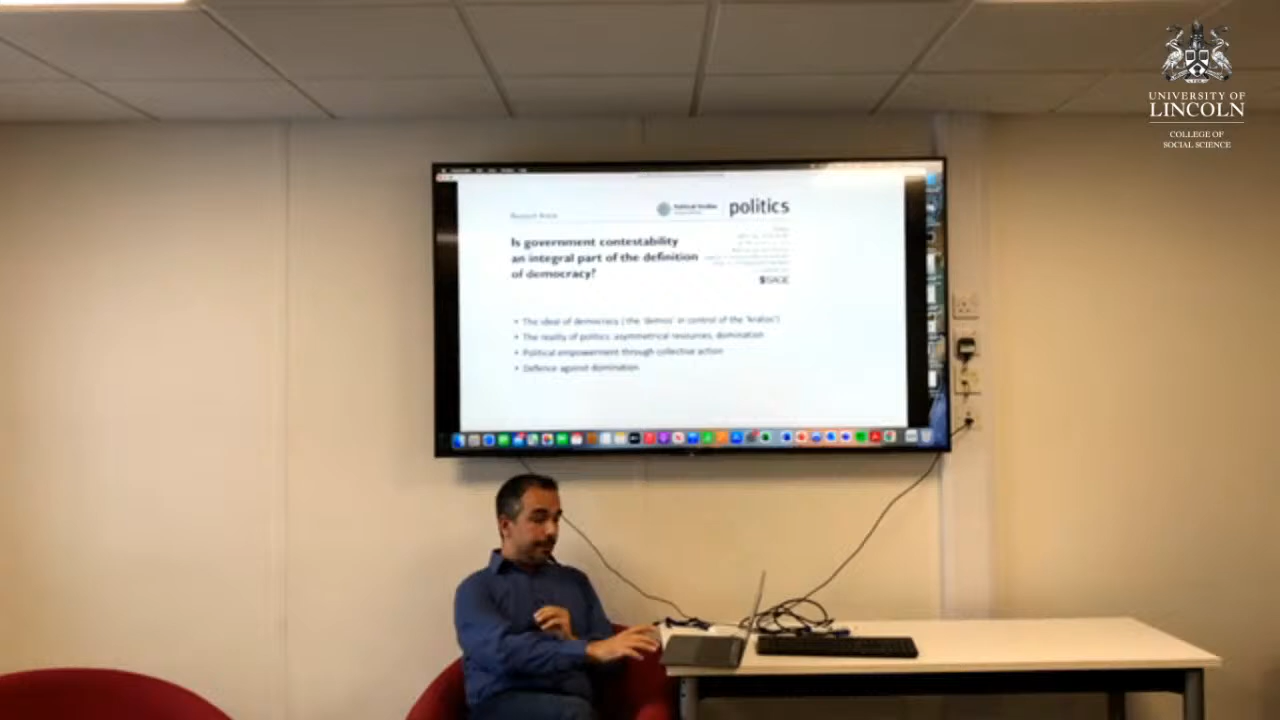 UNIVERSITY OF
LINCOLN
COLLEGE OF
SOCIAL SCIENCE
Research Article
Political Studies
politics
Is government contestability
an integral part of the definition
of democracy?
SAGE
• The ideal of democracy (the 'demos' in control of the 'kratos')
• The reality of politics: asymmetrical resources, domination
• Political empowerment through collective action
• Defence against domination